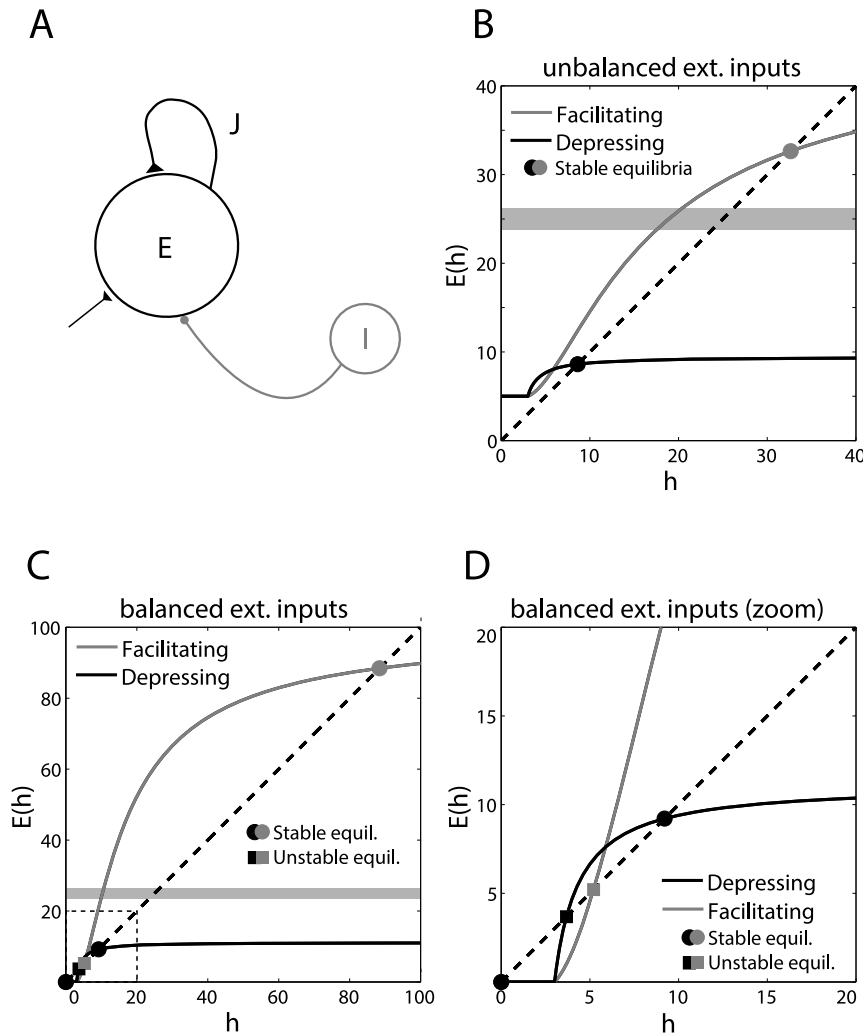 A
J
E
I
B
unbalanced ext. inputs
40
Facilitating
Depressing
Stable equilibria
30
20
10
0
E(h)
0 10 20 30 40
h
C
balanced ext. inputs
100
Facilitating
Depressing
80
60
40
20
0
E(h)
Stable equil.
Unstable equil.
0 20 40 60 80 100
h
D
balanced ext. inputs (zoom)
20
15
10
5
0
E(h)
Depressing
Facilitating
Stable equil.
Unstable equil.
0 5 10 15 20
h